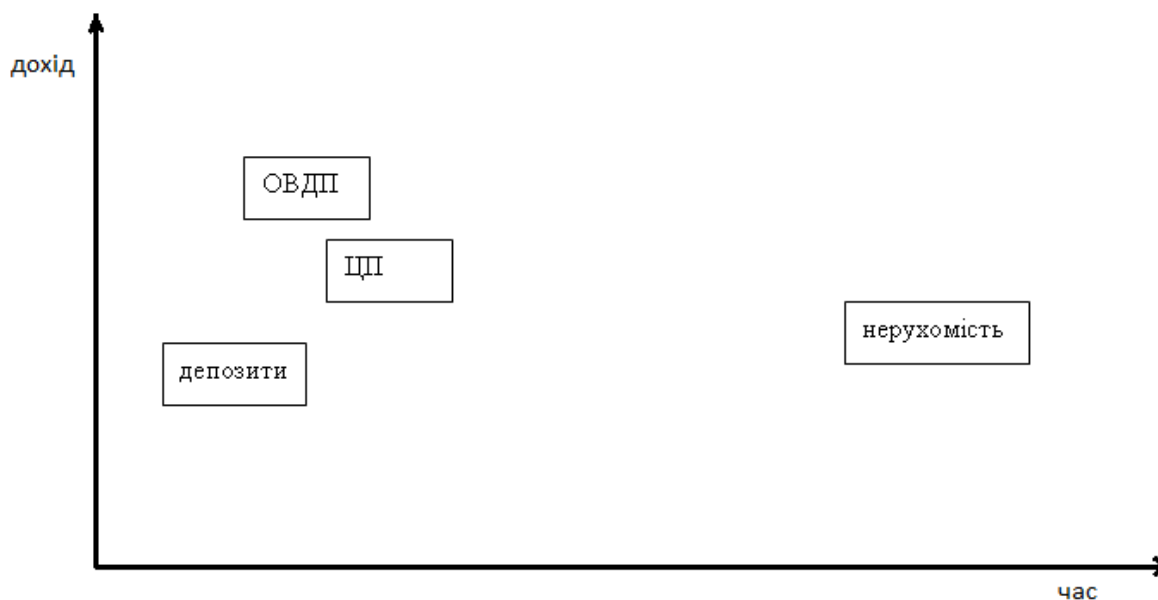 дохід
ОВДП
ЦП
нерухомість
депозити
час